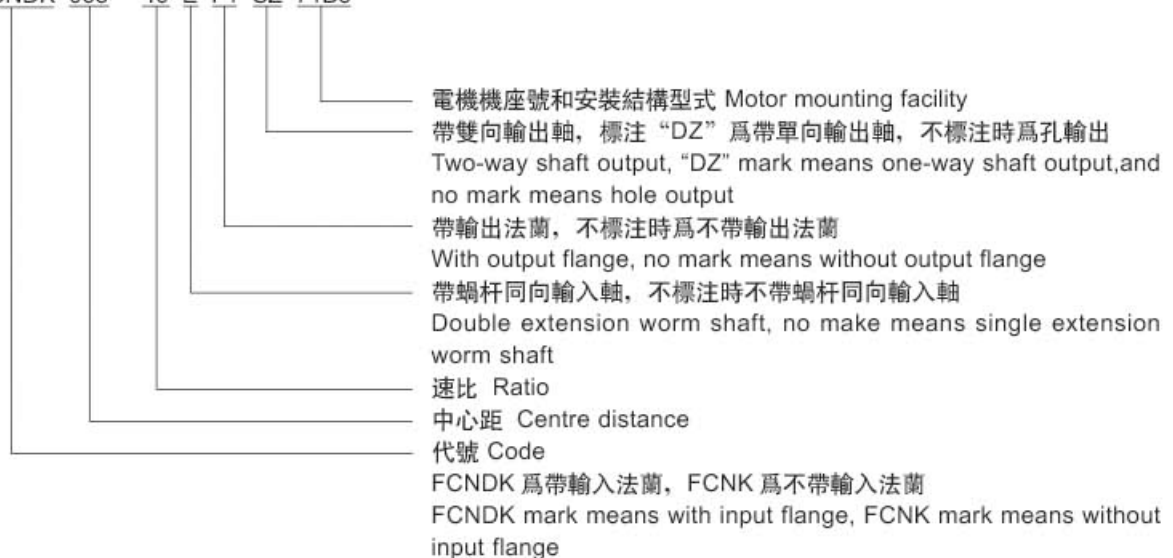 電機機座號和安裝結構型式 Motor mounting facility
帶雙向輸出軸，標注“DZ”爲帶單向輸出軸，不標注時爲孔輸出
Two-way shaft output, “DZ” mark means one-way shaft output,and
no mark means hole output
帶輸出法蘭，不標注時爲不帶輸出法蘭
With output flange, no mark means without output flange
帶蝸杆同向輸入軸，不標注時不帶蝸杆同向輸入軸
Double extension worm shaft, no make means single extension
worm shaft
速比 Ratio
中心距 Centre distance
代號 Code
FCNDK 爲帶輸入法蘭，FCNK 爲不帶輸入法蘭
FCNDK mark means with input flange, FCNK mark means without
input flange